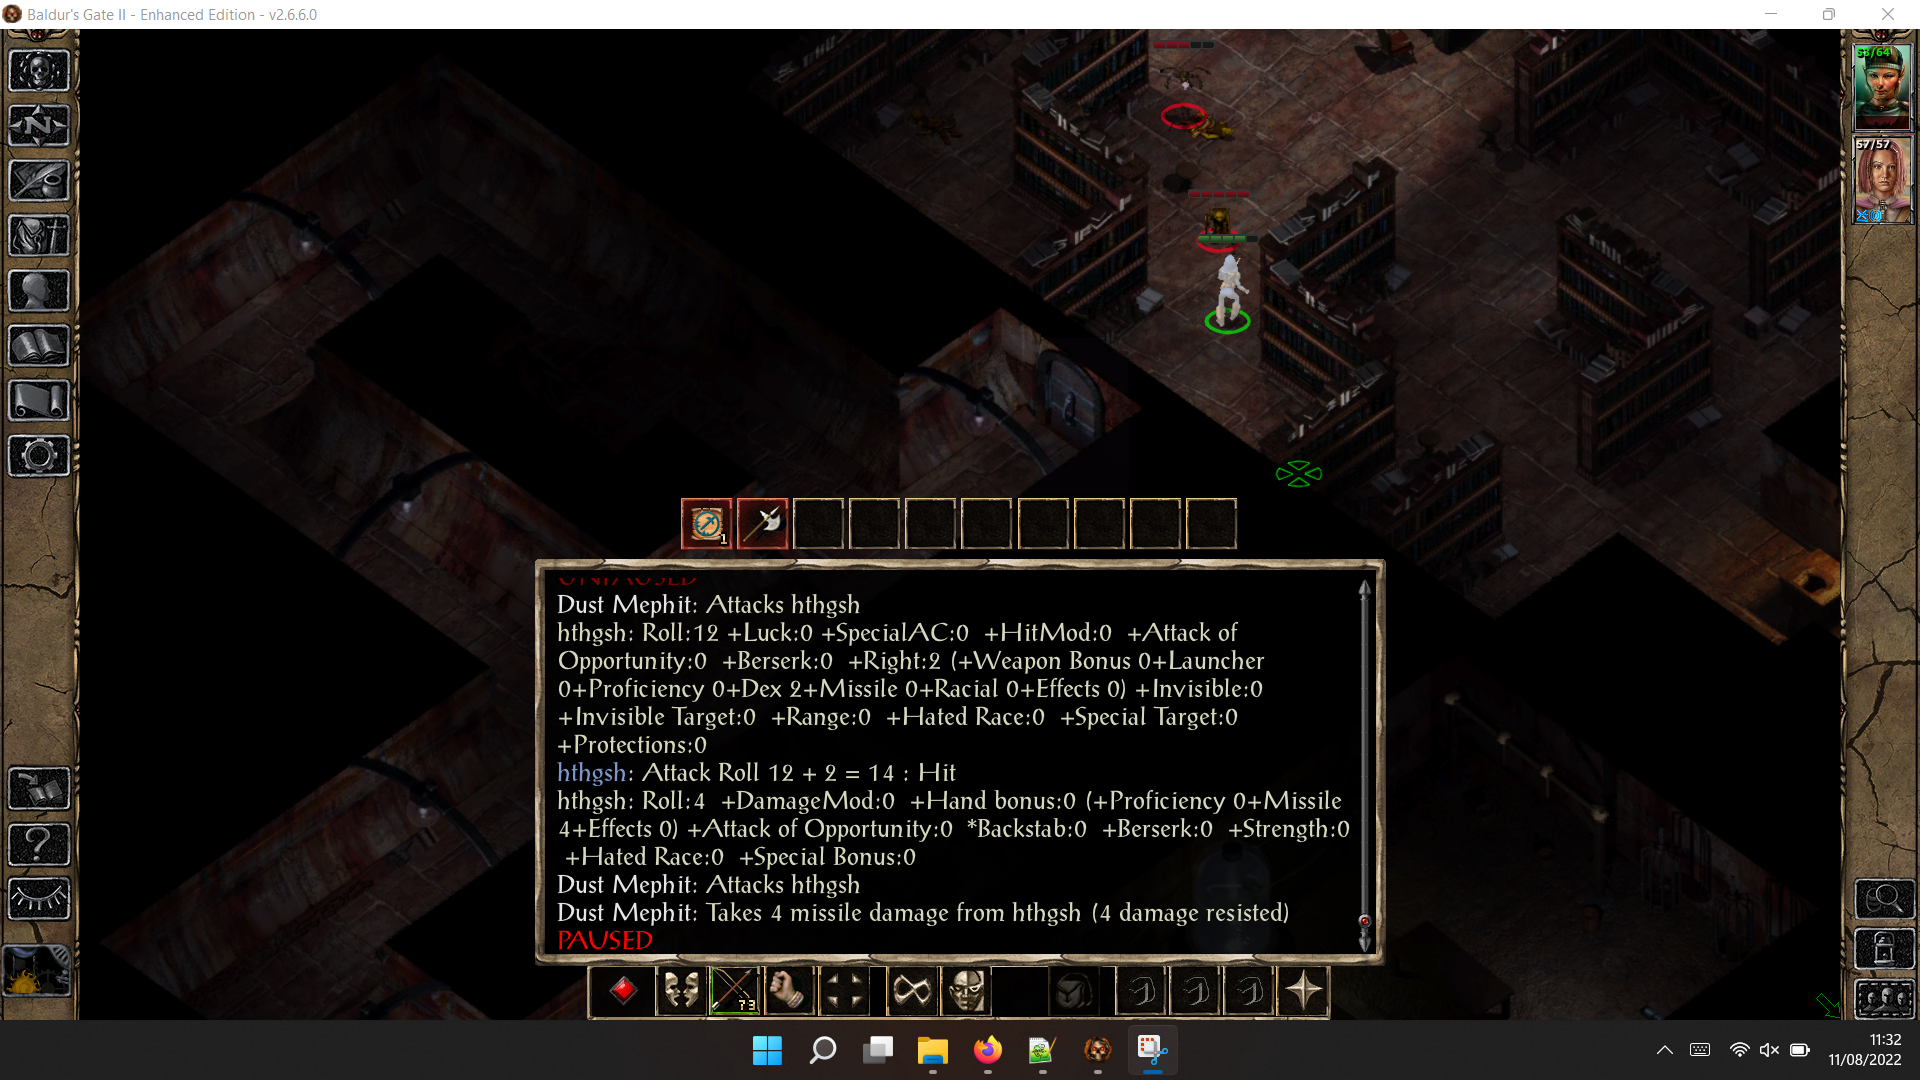 Baldur's Gate II - Enhanced Edition - v2.6.6.0
53/64
57/57
N
1
UNPAUSED
Dust Mephit: Attacks hthgsh
hthgsh: Roll:12 +Luck:0 +SpecialAC:0 +HitMod:0 +Attack of
Opportunity:0 +Berserk:0 +Right:2 (+Weapon Bonus 0+Launcher
0+Proficiency 0+Dex 2+Missile 0+Racial 0+Effects 0) +Invisible:0
+Invisible Target:0 +Range:0 +Hated Race:0 +Special Target:0
+Protections:0
hthgsh: Attack Roll 12 + 2 = 14 : Hit
hthgsh: Roll:4 +DamageMod:0 +Hand bonus:0 (+Proficiency 0+Missile
4+Effects 0) +Attack of Opportunity:0 *Backstab:0 +Berserk:0 +Strength:0
+Hated Race:0 +Special Bonus:0
Dust Mephit: Attacks hthgsh
Dust Mephit: Takes 4 missile damage from hthgsh (4 damage resisted)
PAUSED
?
73
11:32
11/08/2022